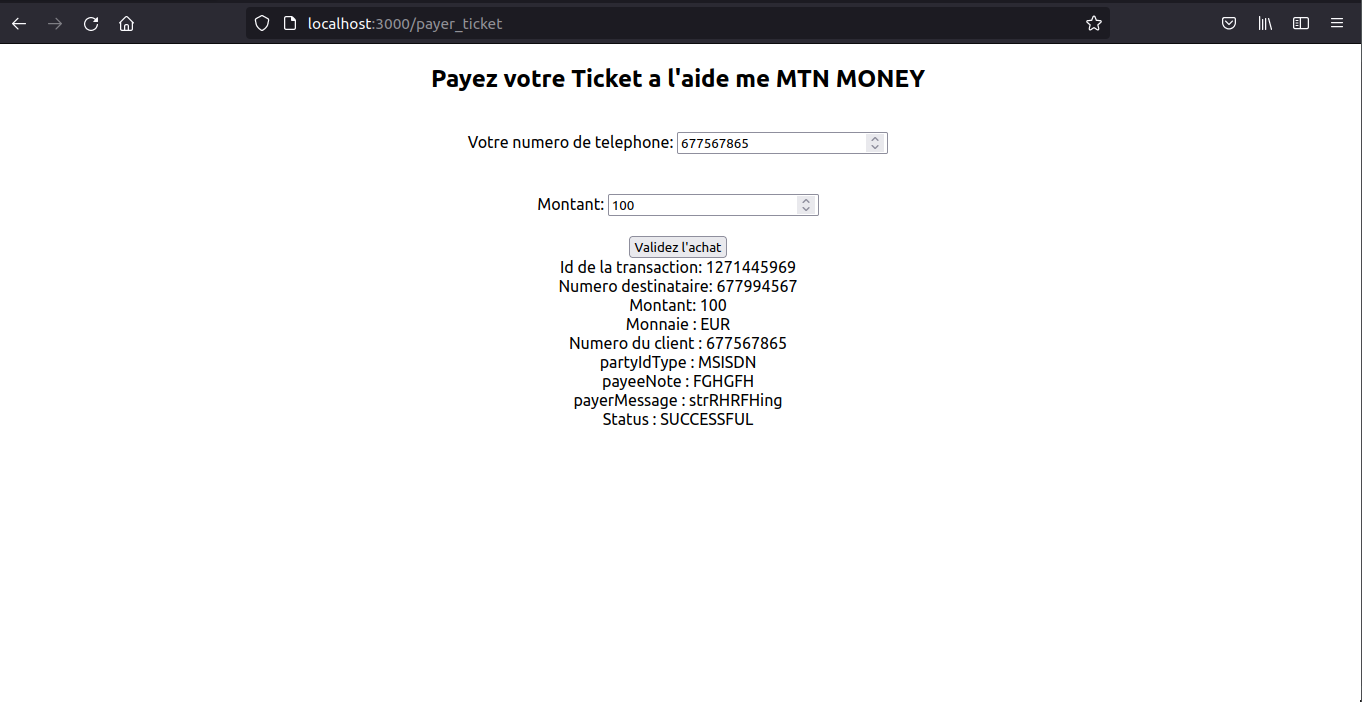 localhost:3000/payer_ticket
Payez votre Ticket a l'aide me MTN MONEY
Votre numero de telephone: 677567865
Montant: 100
Validez l'achat
Id de la transaction: 1271445969
Numero destinataire: 677994567
Montant: 100
Monnaie : EUR
Numero du client : 677567865
partyIdType : MSISDN
payeeNote : FGHGFH
payerMessage : strRHRFHing
Status : SUCCESSFUL